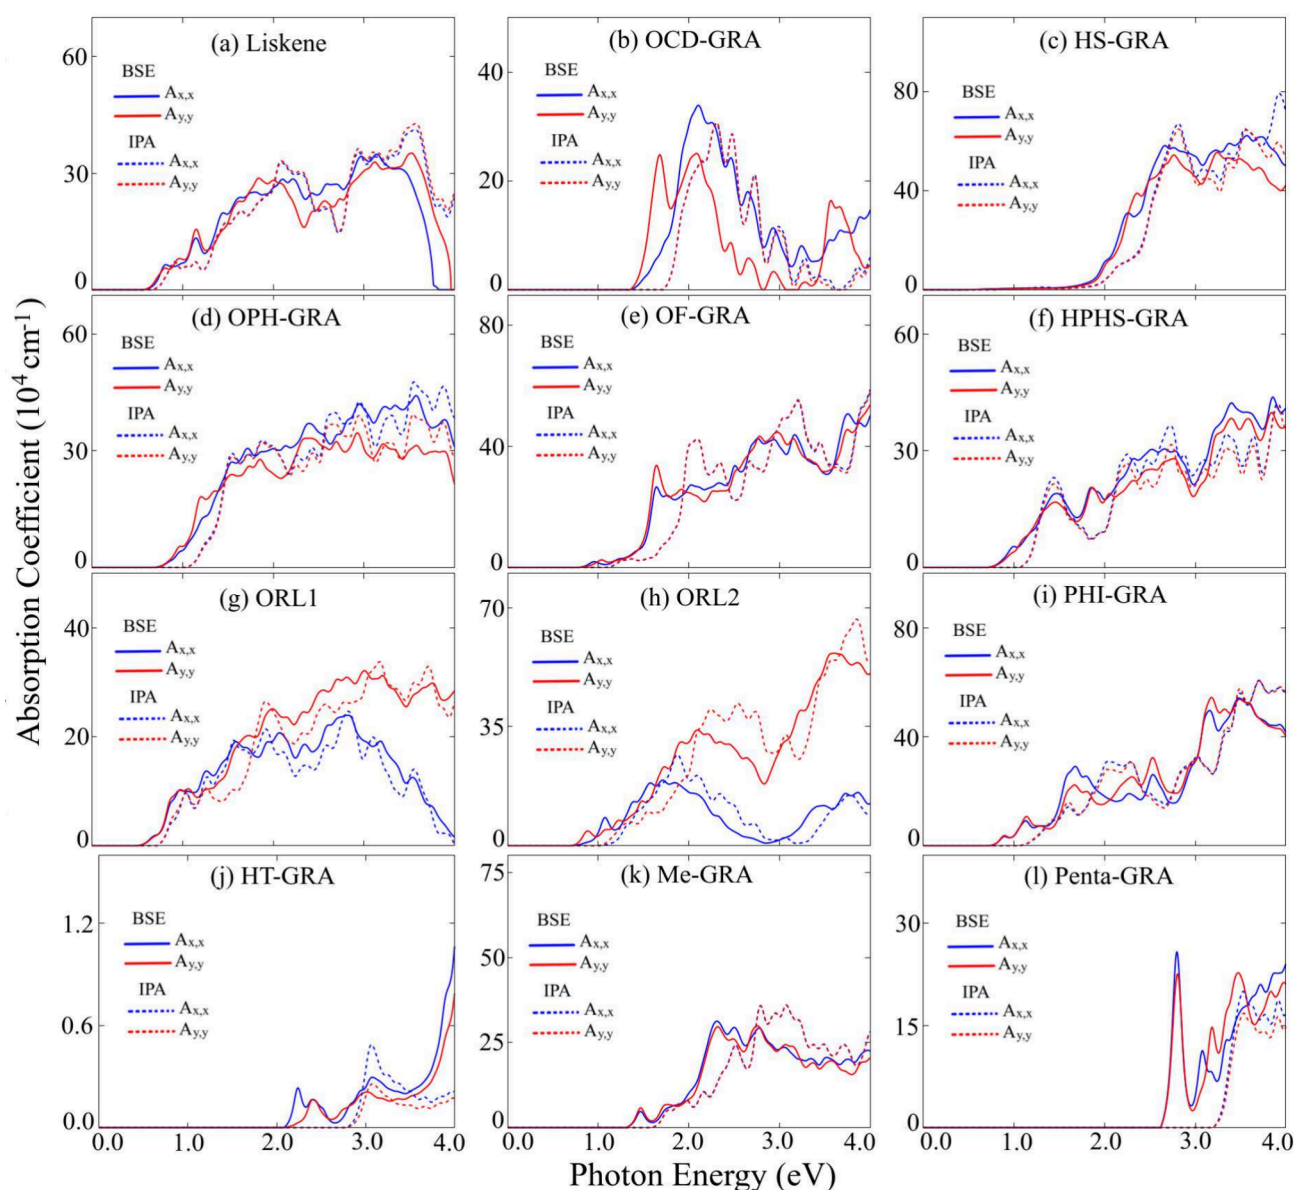 (a) Liskene
60
BSE
Ax,x
Ay,y
IPA
Ax,x
Ay,y
30
0
(b) OCD-GRA
40
BSE
Ax,x
Ay,y
IPA
Ax,x
Ay,y
20
0
(c) HS-GRA
80
BSE
Ax,x
Ay,y
IPA
Ax,x
Ay,y
40
0
(d) OPH-GRA
60
BSE
Ax,x
Ay,y
IPA
Ax,x
Ay,y
30
0
(e) OF-GRA
80
BSE
Ax,x
Ay,y
IPA
Ax,x
Ay,y
40
0
(f) HPHS-GRA
60
BSE
Ax,x
Ay,y
IPA
Ax,x
Ay,y
30
0
Absorption Coefficient (10⁴ cm⁻¹)
(g) ORL1
40
BSE
Ax,x
Ay,y
IPA
Ax,x
Ay,y
20
0
(h) ORL2
70
BSE
Ax,x
Ay,y
IPA
Ax,x
Ay,y
35
0
(i) PHI-GRA
80
BSE
Ax,x
Ay,y
IPA
Ax,x
Ay,y
40
0
(j) HT-GRA
1.2
BSE
Ax,x
Ay,y
IPA
Ax,x
Ay,y
0.6
0.0
0.0 1.0 2.0 3.0 4.0
(k) Me-GRA
75
BSE
Ax,x
Ay,y
50
IPA
Ax,x
Ay,y
25
0
0.0 1.0 2.0 3.0 4.0
(l) Penta-GRA
30
BSE
Ax,x
Ay,y
IPA
Ax,x
Ay,y
15
0
0.0 1.0 2.0 3.0 4.0
Photon Energy (eV)